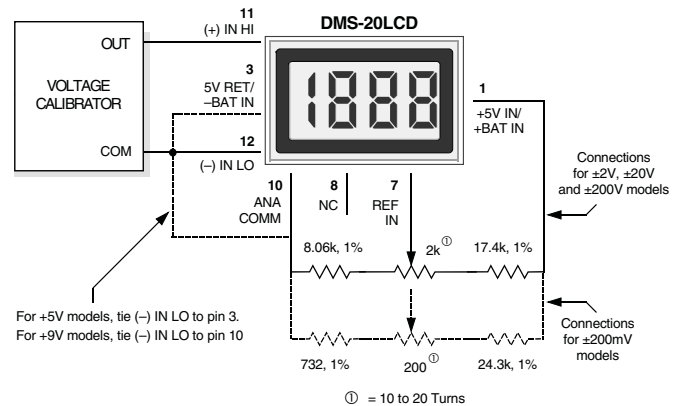 DMS-20LCD
11
(+) IN HI
OUT
VOLTAGE
CALIBRATOR
COM
3
5V RET/
–BAT IN
12
(–) IN LO
1888
1
+5V IN/
+BAT IN
10
ANA
COMM
8
NC
7
REF
IN
Connections
for ±2V, ±20V
and ±200V models
8.06k, 1%
2k①
17.4k, 1%
For +5V models, tie (–) IN LO to pin 3.
For +9V models, tie (–) IN LO to pin 10
732, 1%
200①
24.3k, 1%
Connections
for ±200mV
models
① = 10 to 20 Turns